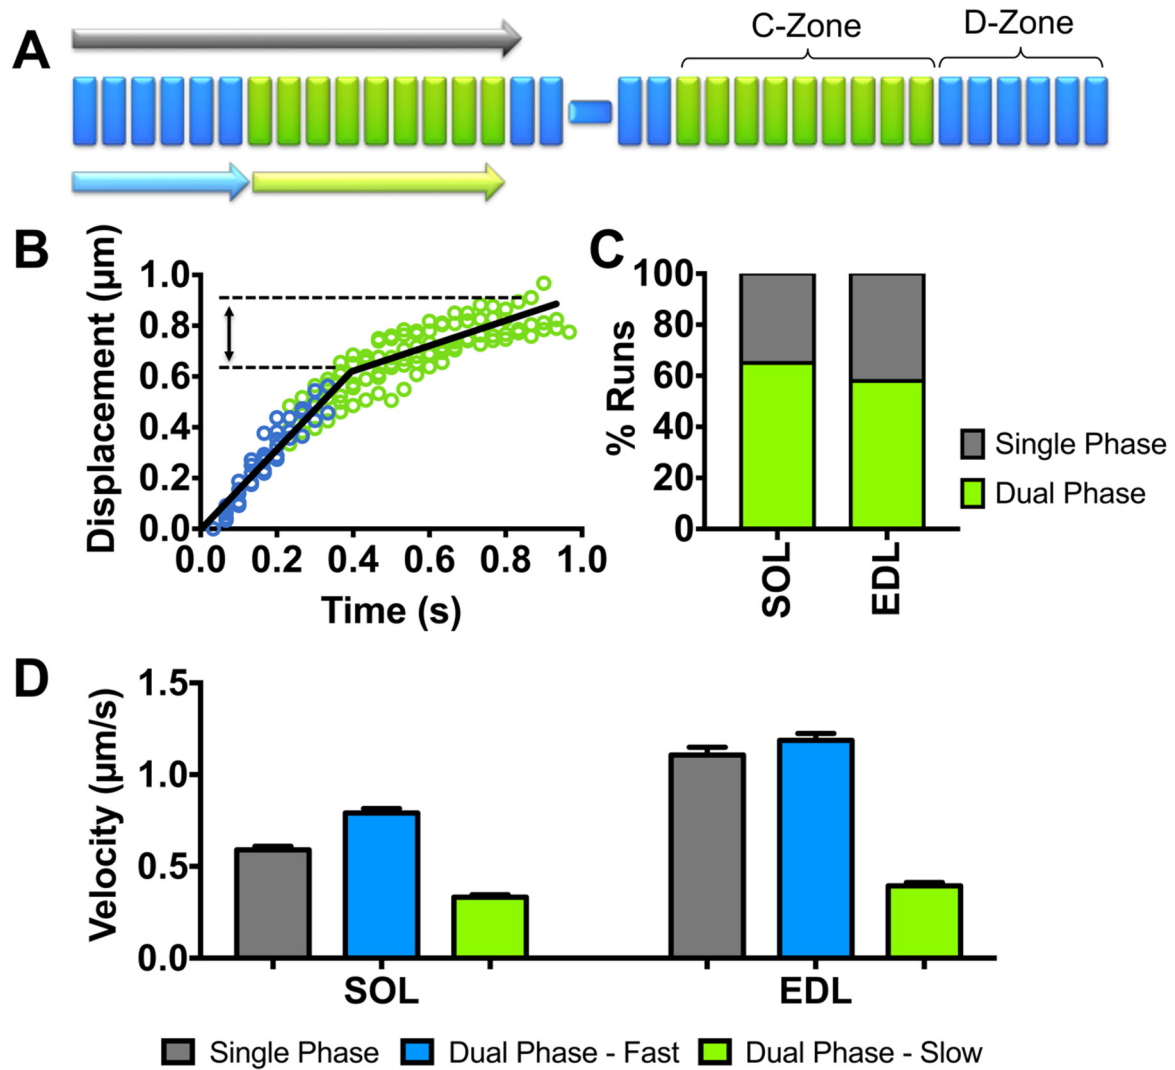 A
C-Zone
D-Zone
B
Displacement (µm)
1.0
0.8
0.6
0.4
0.2
0.0
0.0 0.2 0.4 0.6 0.8 1.0
Time (s)
C
% Runs
100
80
60
40
20
0
SOL
EDL
Single Phase
Dual Phase
D
Velocity (µm/s)
1.5
1.0
0.5
0.0
SOL EDL
Single Phase Dual Phase - Fast Dual Phase - Slow